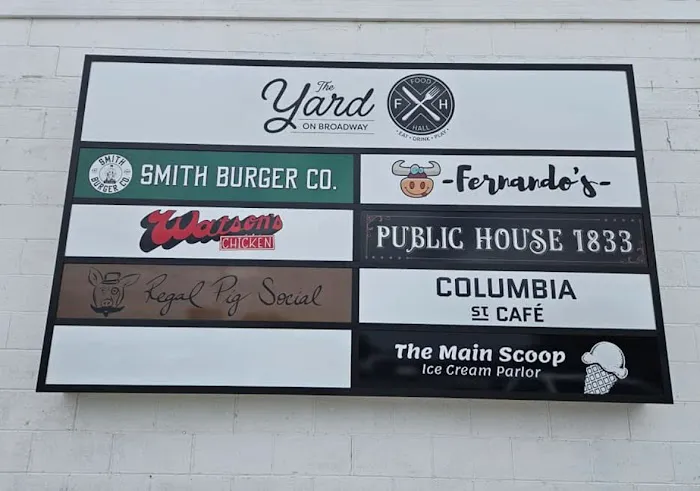 The
Yard
ON BROADWAY
FOOD
F H
HALL
• EAT • DRINK • PLAY •
SMITH
BURGER CO.
SMITH BURGER CO.
-Fernando's-
Watson's
CHICKEN
PUBLIC HOUSE 1833
Regal Pig Social
COLUMBIA
ST CAFÉ
The Main Scoop
Ice Cream Parlor